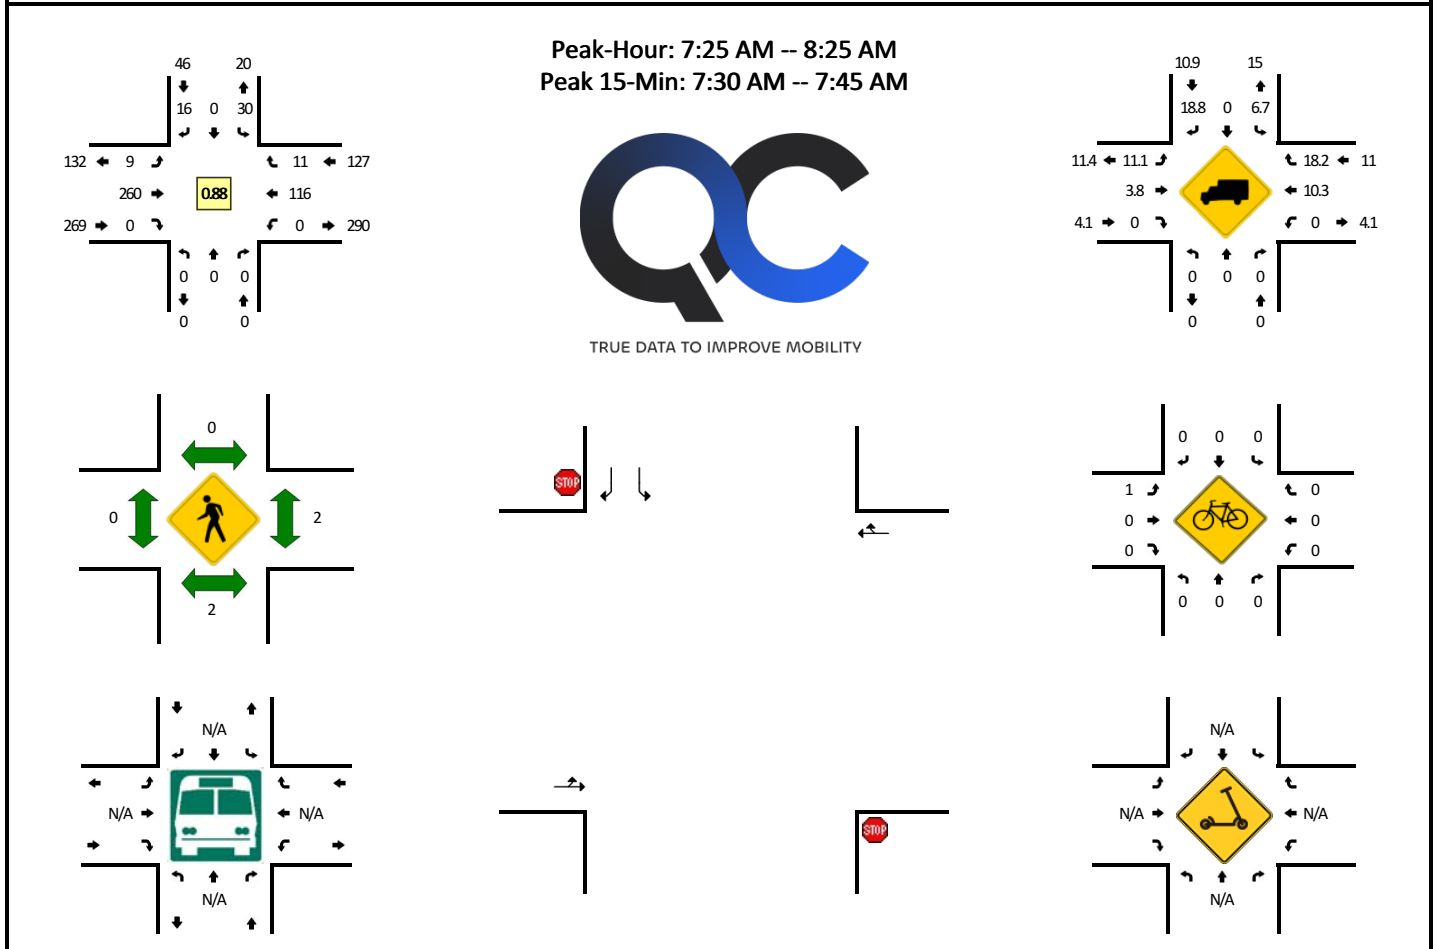 Peak-Hour: 7:25 AM -- 8:25 AM
Peak 15-Min: 7:30 AM -- 7:45 AM
46 20
16 0 30
132 9 11 127
260 0.88 116
269 0 0 290
0 0 0
0 0
TRUE DATA TO IMPROVE MOBILITY
10.9 15
18.8 0 6.7
11.4 11.1 18.2 11
3.8 10.3
4.1 0 0 4.1
0 0 0
0 0
0
0 2
2
STOP
STOP
0 0 0
1 0
0 0
0 0
0 0 0
N/A
N/A N/A
N/A
N/A
N/A N/A
N/A